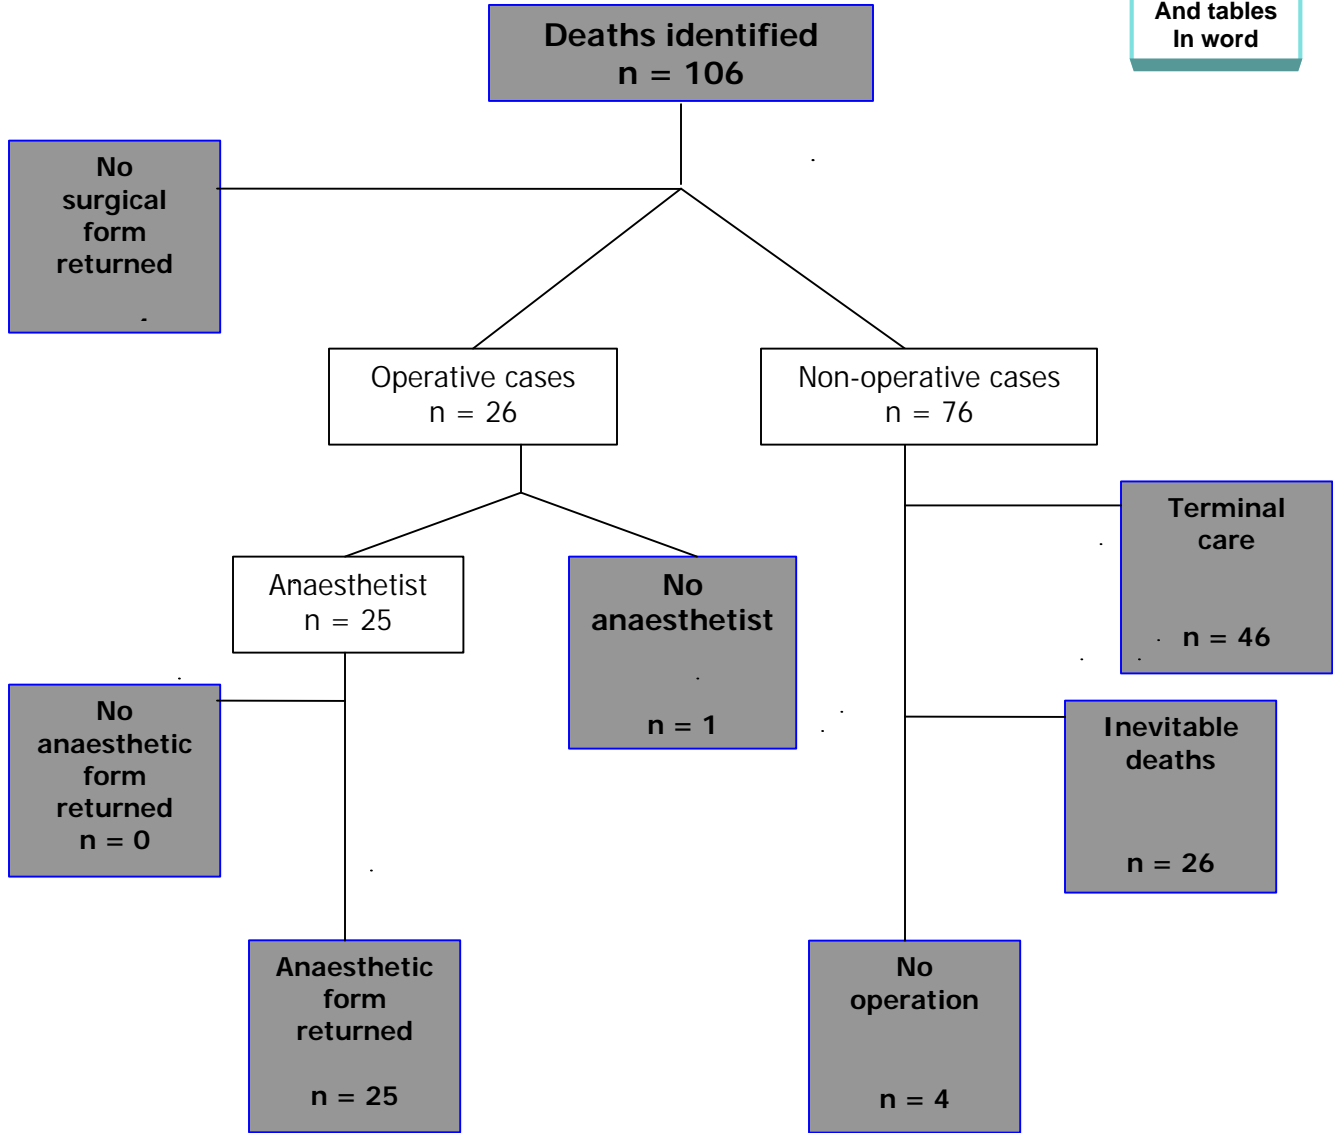 And tables
In word
Deaths identified
n = 106
No
surgical
form
returned
Operative cases
n = 26
Non-operative cases
n = 76
Terminal
care
n = 46
Anaesthetist
n = 25
No
anaesthetist
n = 1
No
anaesthetic
form
returned
n = 0
Inevitable
deaths
n = 26
Anaesthetic
form
returned
n = 25
No
operation
n = 4